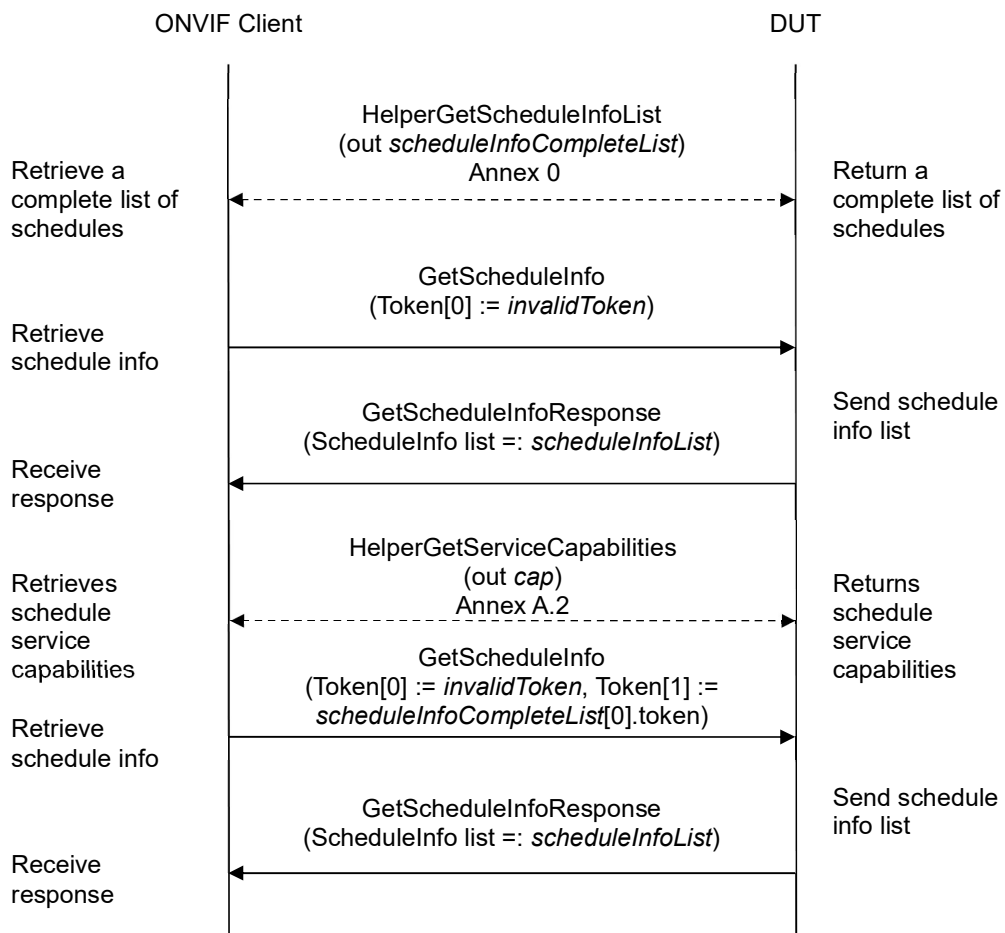 ONVIF Client
DUT
HelperGetScheduleInfoList
(out scheduleInfoCompleteList)
Annex 0
Retrieve a
complete list of
schedules
Return a
complete list of
schedules
GetScheduleInfo
(Token[0] := invalidToken)
Retrieve
schedule info
GetScheduleInfoResponse
(ScheduleInfo list =: scheduleInfoList)
Send schedule
info list
Receive
response
HelperGetServiceCapabilities
(out cap)
Annex A.2
Retrieves
schedule
service
capabilities
Returns
schedule
service
capabilities
GetScheduleInfo
(Token[0] := invalidToken, Token[1] :=
scheduleInfoCompleteList[0].token)
Retrieve
schedule info
GetScheduleInfoResponse
(ScheduleInfo list =: scheduleInfoList)
Send schedule
info list
Receive
response